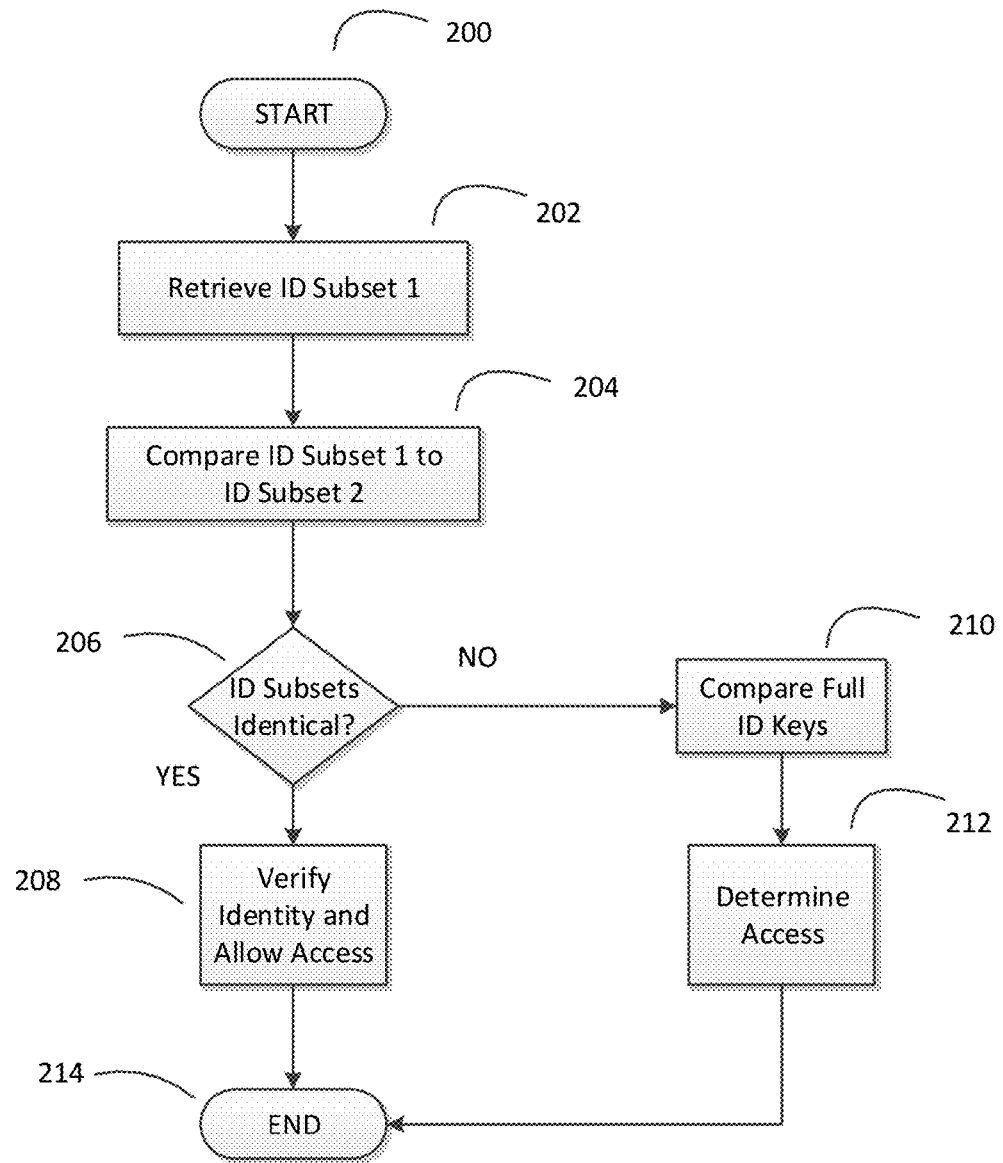 200
START
202
Retrieve ID Subset 1
204
Compare ID Subset 1 to
ID Subset 2
206
ID Subsets
Identical?
NO
210
Compare Full
ID Keys
YES
212
208
Verify
Identity and
Allow Access
Determine
Access
214
END